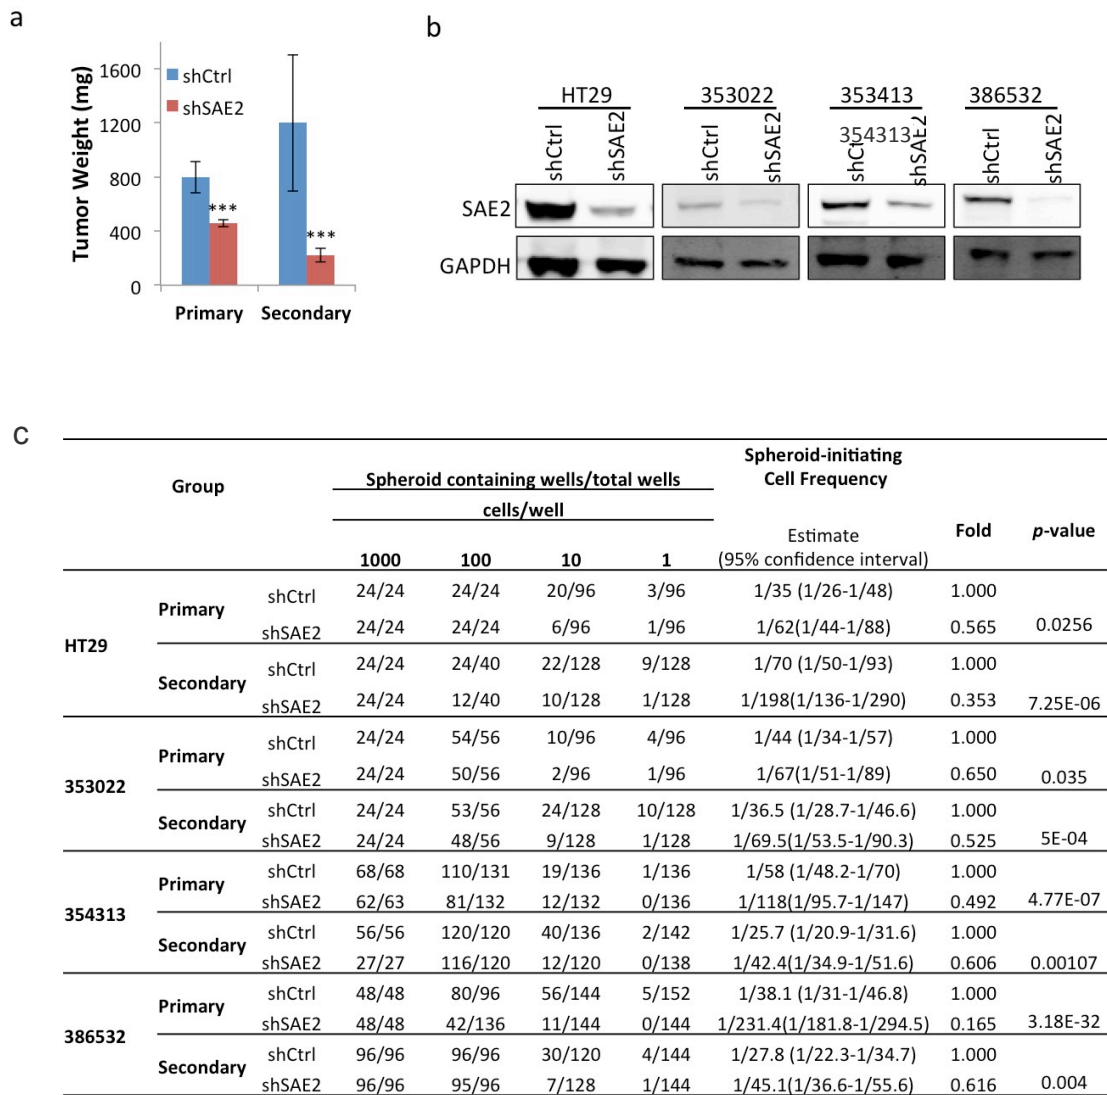 a
Tumor Weight (mg)
1600
1200
800
400
0
shCtrl
shSAE2
***
***
Primary Secondary
b
HT29 353022 353413 386532
354313
shCtrl shSAE2 shCtrl shSAE2 shCt shSAE2 shCtrl shSAE2
SAE2
GAPDH
c
Group Spheroid containing wells/total wells Spheroid-initiating Cell Frequency Fold p-value
cells/well
1000 100 10 1 Estimate (95% confidence interval)
HT29 Primary shCtrl 24/24 24/24 20/96 3/96 1/35 (1/26-1/48) 1.000
shSAE2 24/24 24/24 6/96 1/96 1/62(1/44-1/88) 0.565 0.0256
Secondary shCtrl 24/24 24/40 22/128 9/128 1/70 (1/50-1/93) 1.000
shSAE2 24/24 12/40 10/128 1/128 1/198(1/136-1/290) 0.353 7.25E-06
353022 Primary shCtrl 24/24 54/56 10/96 4/96 1/44 (1/34-1/57) 1.000
shSAE2 24/24 50/56 2/96 1/96 1/67(1/51-1/89) 0.650 0.035
Secondary shCtrl 24/24 53/56 24/128 10/128 1/36.5 (1/28.7-1/46.6) 1.000
shSAE2 24/24 48/56 9/128 1/128 1/69.5(1/53.5-1/90.3) 0.525 5E-04
354313 Primary shCtrl 68/68 110/131 19/136 1/136 1/58 (1/48.2-1/70) 1.000
shSAE2 62/63 81/132 12/132 0/136 1/118(1/95.7-1/147) 0.492 4.77E-07
Secondary shCtrl 56/56 120/120 40/136 2/142 1/25.7 (1/20.9-1/31.6) 1.000
shSAE2 27/27 116/120 12/120 0/138 1/42.4(1/34.9-1/51.6) 0.606 0.00107
386532 Primary shCtrl 48/48 80/96 56/144 5/152 1/38.1 (1/31-1/46.8) 1.000
shSAE2 48/48 42/136 11/144 0/144 1/231.4(1/181.8-1/294.5) 0.165 3.18E-32
Secondary shCtrl 96/96 96/96 30/120 4/144 1/27.8 (1/22.3-1/34.7) 1.000
shSAE2 96/96 95/96 7/128 1/144 1/45.1(1/36.6-1/55.6) 0.616 0.004